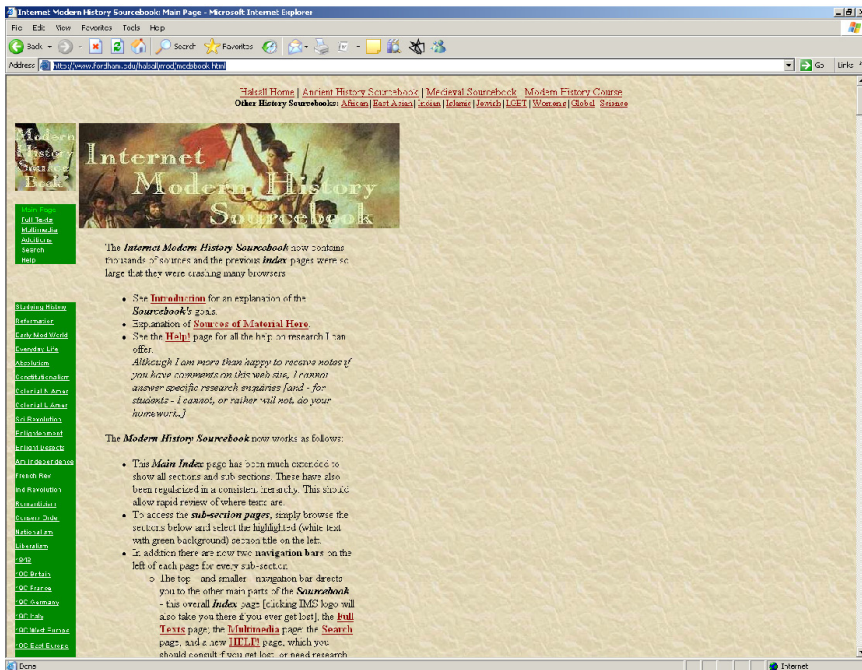 Internet Modern History Sourcebook: Main Page - Microsoft Internet Explorer
File Edit View Favorites Tools Help
Back Search Favorites
Address http://www.fordham.edu/halsall/mod/modsbook.html Go Links
Halsall Home | Ancient History Sourcebook | Medieval Sourcebook Modern History Course
Other History Sourcebooks: African | East Asian | Indian | Islamic | Jewish | LGBT | Women's | Global Science
Modern
History
Source
Book
Internet
Modern History
Sourcebook
Main Page
Full Texts
Multimedia
Additions
Search
Help
The Internet Modern History Sourcebook now contains
thousands of sources and the previous index pages were so
large that they were crashing many browsers
• See Introduction for an explanation of the
Sourcebook's goals.
• Explanation of Sources of Material Here.
• See the Help! page for all the help on research I can
offer.
Although I am more than happy to receive notes if
you have comments on this web site, I cannot
answer specific research enquiries [and - for
students - I cannot, or rather will not, do your
homework.]
The Modern History Sourcebook now works as follows:
• This Main Index page has been much extended to
show all sections and sub sections. These have also
been regularized in a consistent hierarchy. This should
allow rapid review of where texts are.
• To access the sub-section pages, simply browse the
sections below and select the highlighted (white text
with green background) section title on the left.
• In addition there are now two navigation bars on the
left of each page for every sub-section
o The top - and smaller - navigation bar directs
you to the other main parts of the Sourcebook
- this overall Index page [clicking IMS logo will
also take you there if you ever get lost], the Full
Texts page; the Multimedia page; the Search
page, and a new HELP! page, which you
should consult if you get lost, or need research
Studying History
Reformation
Early Mod World
Everyday Life
Absolutism
Constitutionalism
Colonial N Amer
Colonial L Amer
Sci Revolution
Enlightenment
Enlight Despots
Am Independence
French Rev
Ind Revolution
Romanticism
Conserv Order
Nationalism
Liberalism
1848
19C Britain
19C France
19C Germany
19C Italy
19C West Europe
19C East Europe
Done
Internet